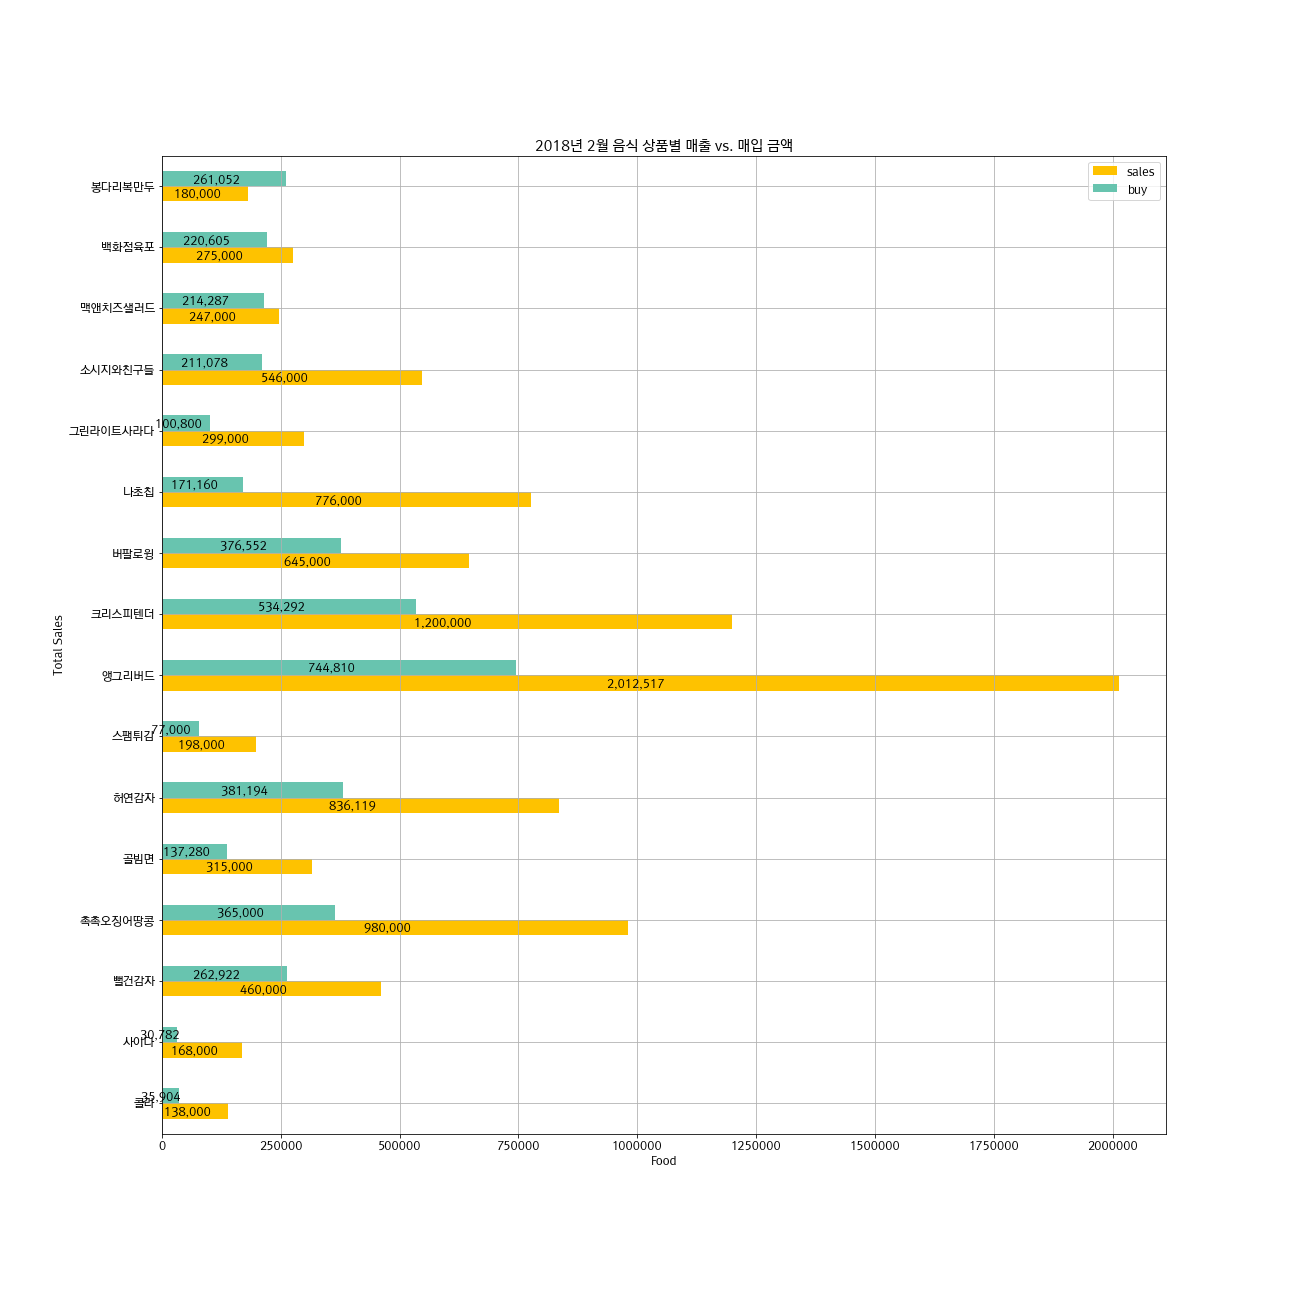 2018년 2월 음식 상품별 매출 vs. 매입 금액
sales
buy
봉다리복만두
261,052
180,000
백화점육포
220,605
275,000
맥앤치즈샐러드
214,287
247,000
소시지와친구들
211,078
546,000
그린라이트사라다
100,800
299,000
나초칩
171,160
776,000
버팔로윙
376,552
645,000
크리스피텐더
534,292
1,200,000
앵그리버드
744,810
2,012,517
스팸튀김
77,000
198,000
허연감자
381,194
836,119
골빔면
137,280
315,000
촉촉오징어땅콩
365,000
980,000
뻘건감자
262,922
460,000
사이다
30,782
168,000
콜라
35,904
138,000
Total Sales
0 250000 500000 750000 1000000 1250000 1500000 1750000 2000000
Food